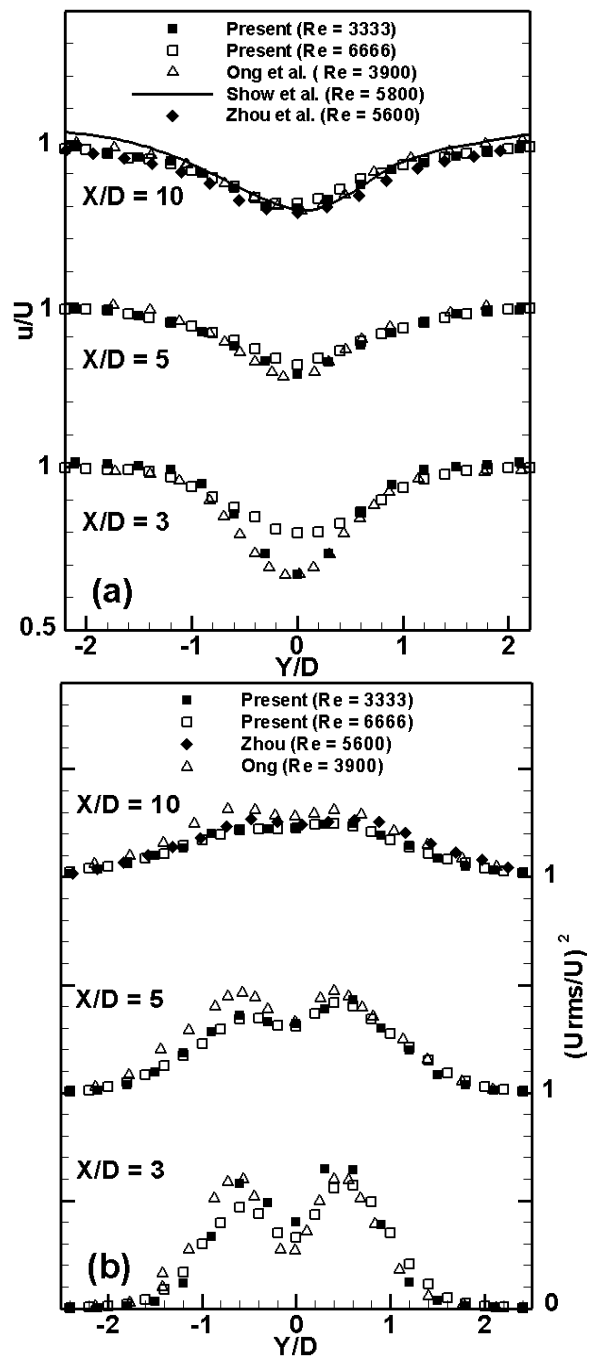 Present (Re = 3333)
Present (Re = 6666)
Ong et al. ( Re = 3900)
Show et al. (Re = 5800)
Zhou et al. (Re = 5600)
1
X/D = 10
u/U
1
X/D = 5
1
X/D = 3
(a)
0.5
-2 -1 0 1 2
Y/D
Present (Re = 3333)
Present (Re = 6666)
Zhou (Re = 5600)
Ong (Re = 3900)
X/D = 10
1
(Urms/U)²
X/D = 5
1
X/D = 3
(b)
0
-2 -1 0 1 2
Y/D